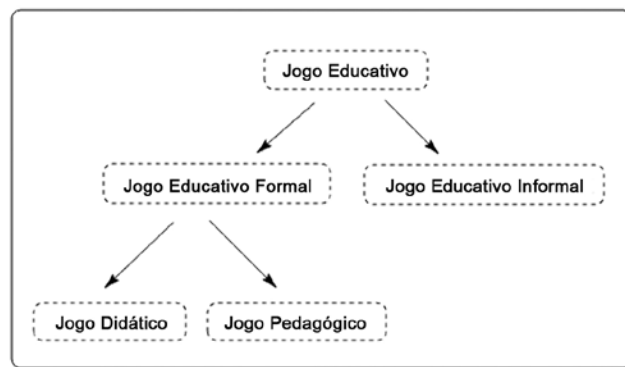 Jogo Educativo
Jogo Educativo Formal
Jogo Educativo Informal
Jogo Didático
Jogo Pedagógico